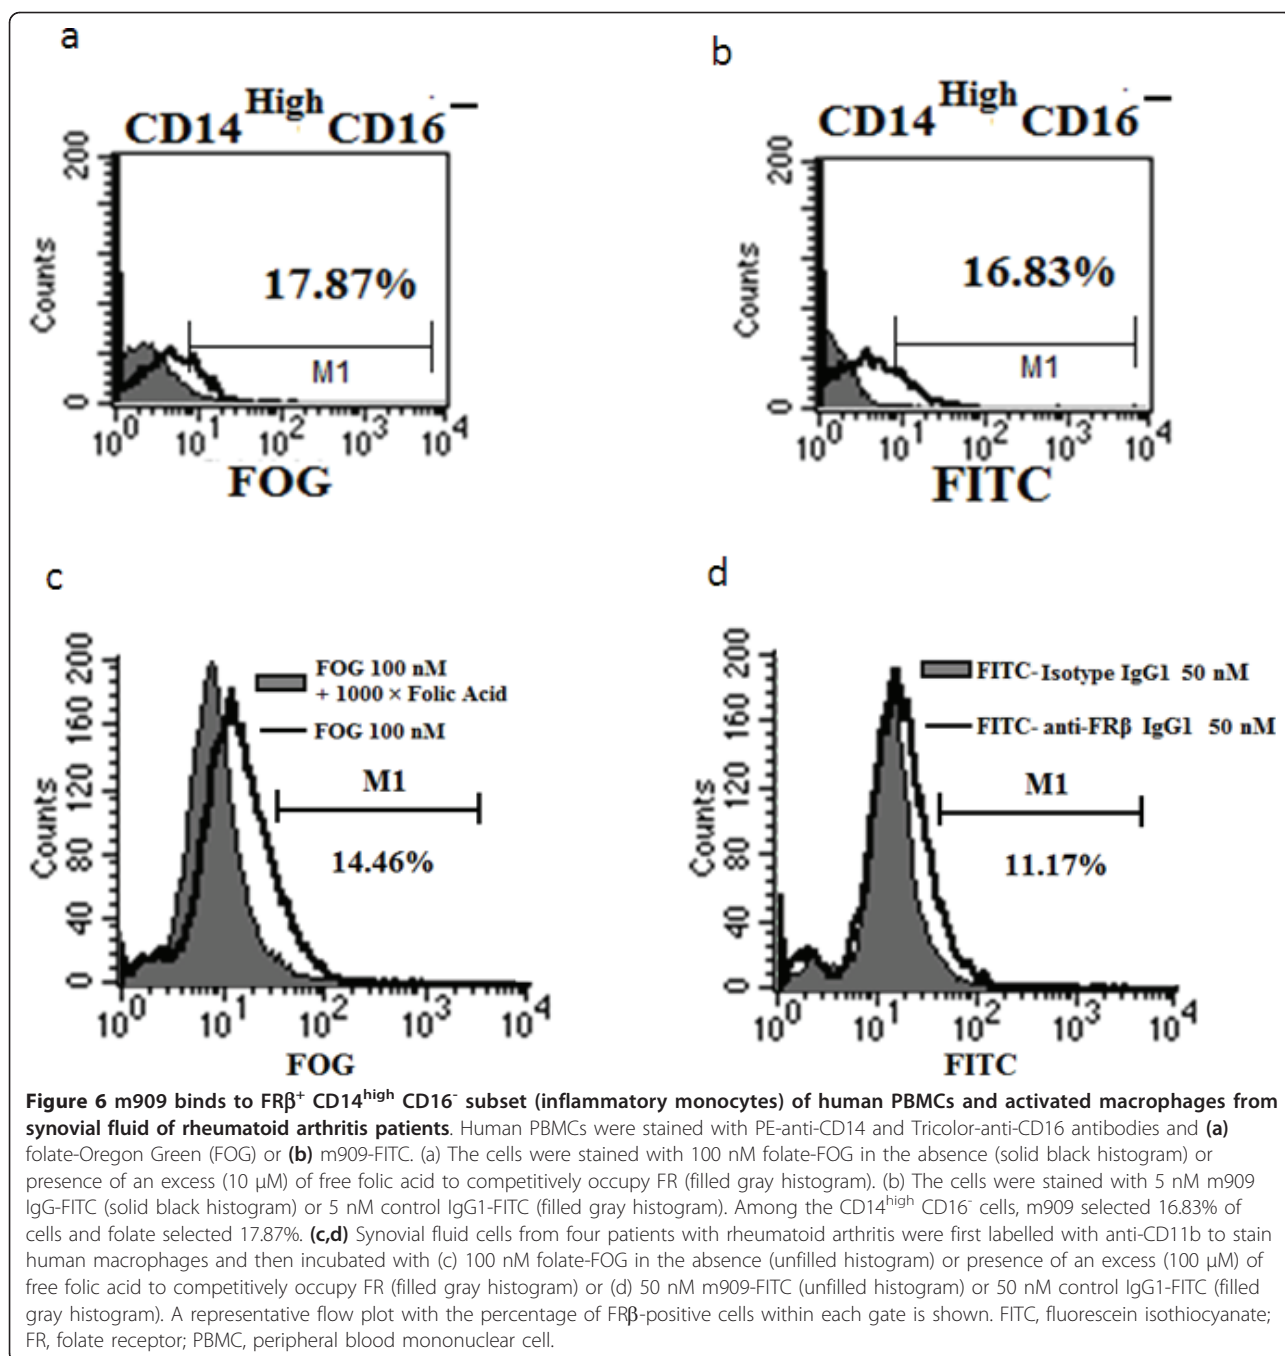 a
CD14 High CD16 −
200
Counts
17.87%
M1
0
10^0 10^1 10^2 10^3 10^4
FOG
b
CD14 High CD16 −
200
Counts
16.83%
M1
0
10^0 10^1 10^2 10^3 10^4
FITC
c
200
160
120
80
40
0
Counts
FOG 100 nM
+ 1000 × Folic Acid
FOG 100 nM
M1
14.46%
10^0 10^1 10^2 10^3 10^4
FOG
d
200
160
120
80
40
0
Counts
FITC- Isotype IgG1 50 nM
FITC- anti-FRβ IgG1 50 nM
M1
11.17%
10^0 10^1 10^2 10^3 10^4
FITC
Figure 6 m909 binds to FRβ⁺ CD14^high CD16⁻ subset (inflammatory monocytes) of human PBMCs and activated macrophages from
synovial fluid of rheumatoid arthritis patients. Human PBMCs were stained with PE-anti-CD14 and Tricolor-anti-CD16 antibodies and (a)
folate-Oregon Green (FOG) or (b) m909-FITC. (a) The cells were stained with 100 nM folate-FOG in the absence (solid black histogram) or
presence of an excess (10 μM) of free folic acid to competitively occupy FR (filled gray histogram). (b) The cells were stained with 5 nM m909
IgG-FITC (solid black histogram) or 5 nM control IgG1-FITC (filled gray histogram). Among the CD14^high CD16⁻ cells, m909 selected 16.83% of
cells and folate selected 17.87%. (c,d) Synovial fluid cells from four patients with rheumatoid arthritis were first labelled with anti-CD11b to stain
human macrophages and then incubated with (c) 100 nM folate-FOG in the absence (unfilled histogram) or presence of an excess (100 μM) of
free folic acid to competitively occupy FR (filled gray histogram) or (d) 50 nM m909-FITC (unfilled histogram) or 50 nM control IgG1-FITC (filled
gray histogram). A representative flow plot with the percentage of FRβ-positive cells within each gate is shown. FITC, fluorescein isothiocyanate;
FR, folate receptor; PBMC, peripheral blood mononuclear cell.